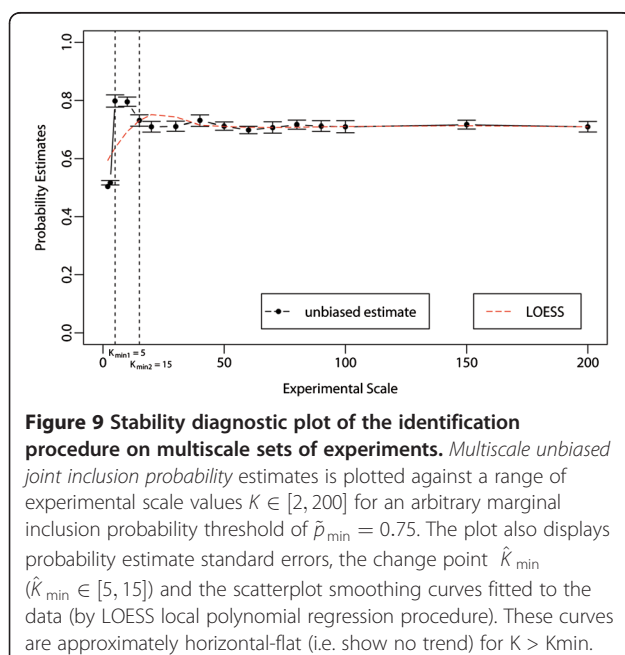 1.0
0.8
0.6
0.4
0.2
0.0
Probability Estimates
unbiased estimate
LOESS
0
50
100
150
200
K min1 = 5
K min2 = 15
Experimental Scale
Figure 9 Stability diagnostic plot of the identification
procedure on multiscale sets of experiments. Multiscale unbiased
joint inclusion probability estimates is plotted against a range of
experimental scale values K ∈ [2, 200] for an arbitrary marginal
inclusion probability threshold of p̃ min = 0.75. The plot also displays
probability estimate standard errors, the change point K̂ min
(K̂ min ∈ [5, 15]) and the scatterplot smoothing curves fitted to the
data (by LOESS local polynomial regression procedure). These curves
are approximately horizontal-flat (i.e. show no trend) for K > Kmin.